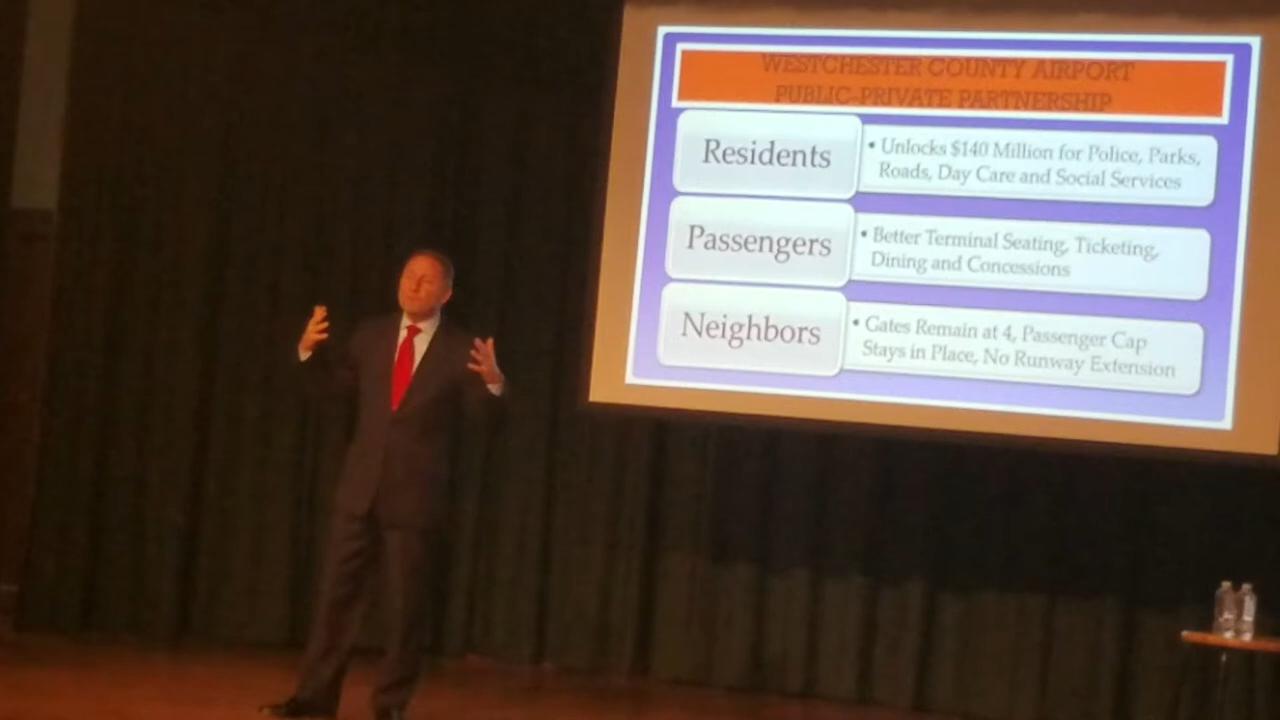 WESTCHESTER COUNTY AIRPORT
PUBLIC-PRIVATE PARTNERSHIP
Residents
• Unlocks $140 Million for Police, Parks,
Roads, Day Care and Social Services
Passengers
• Better Terminal Seating, Ticketing,
Dining and Concessions
Neighbors
• Gates Remain at 4, Passenger Cap
Stays in Place, No Runway Extension